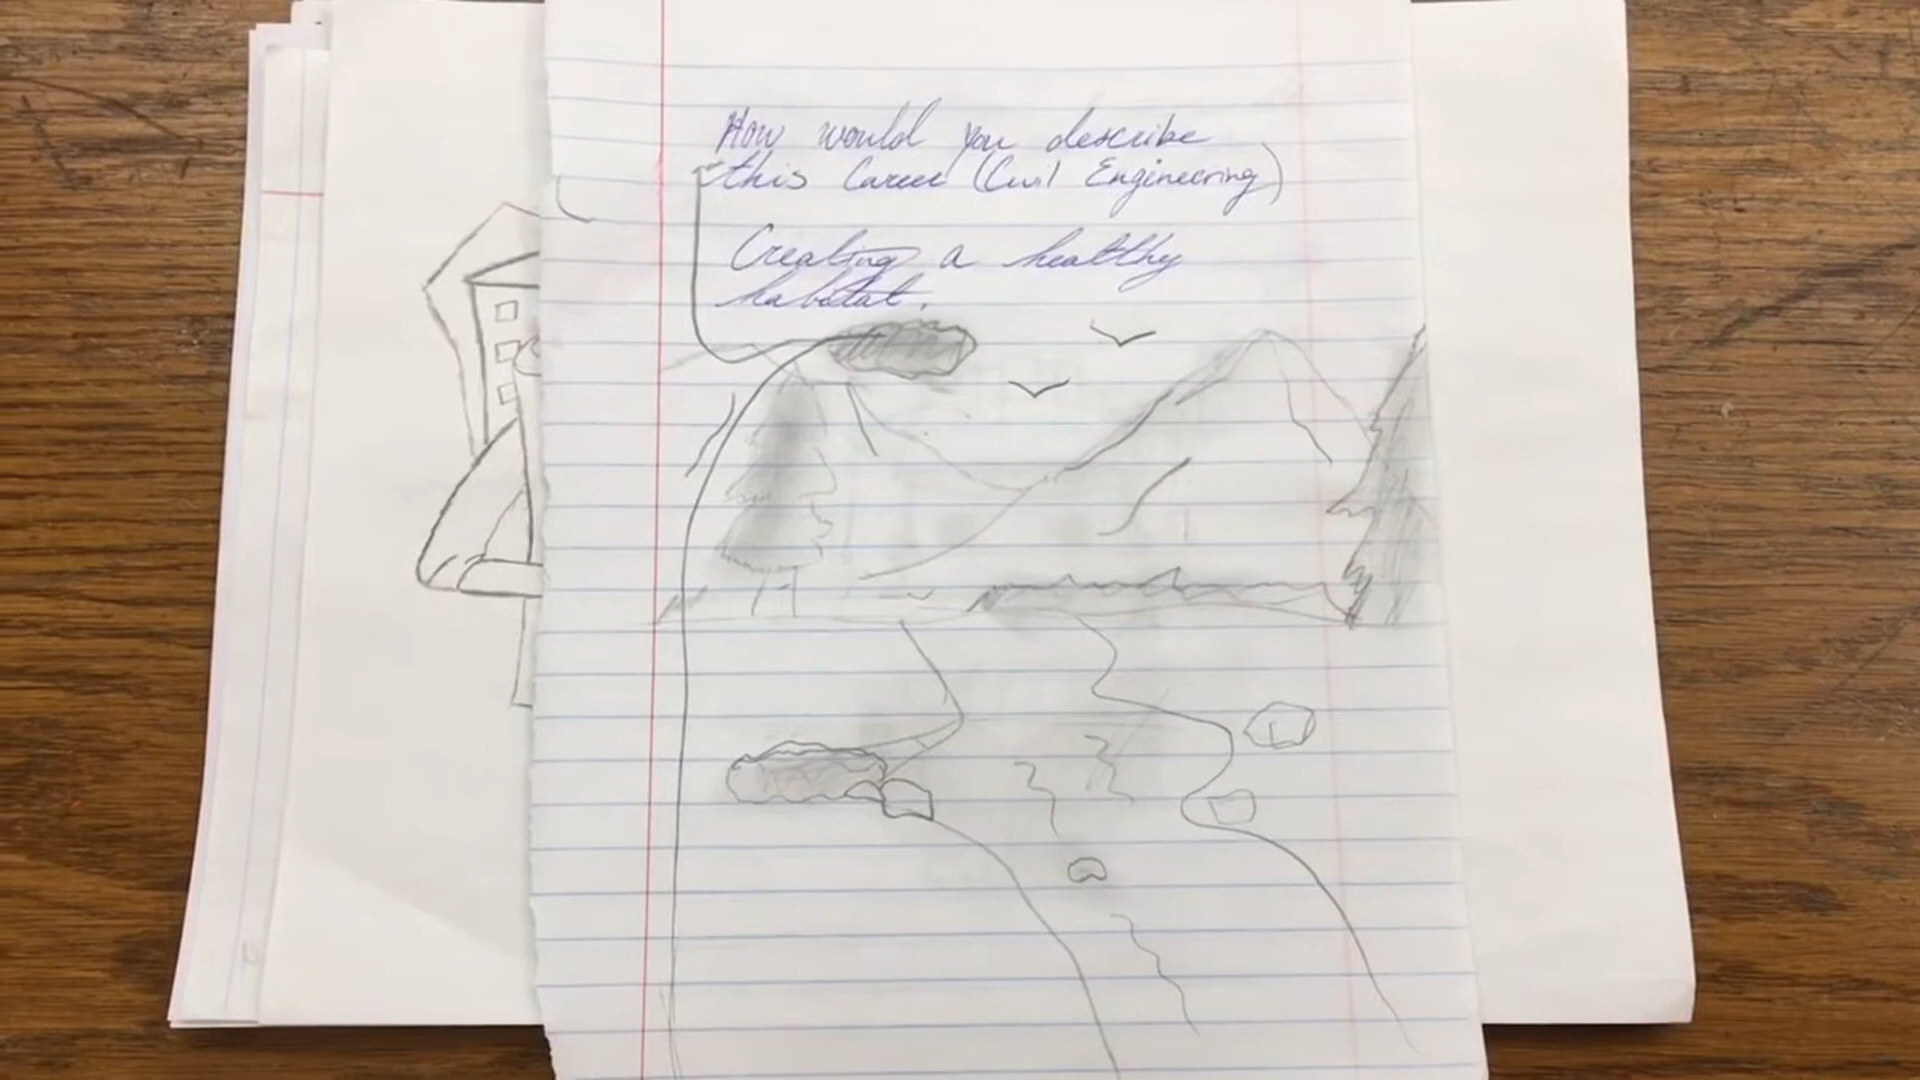 How would you describe
this Career (Civil Engineering)
Creating a healthy
habitat.